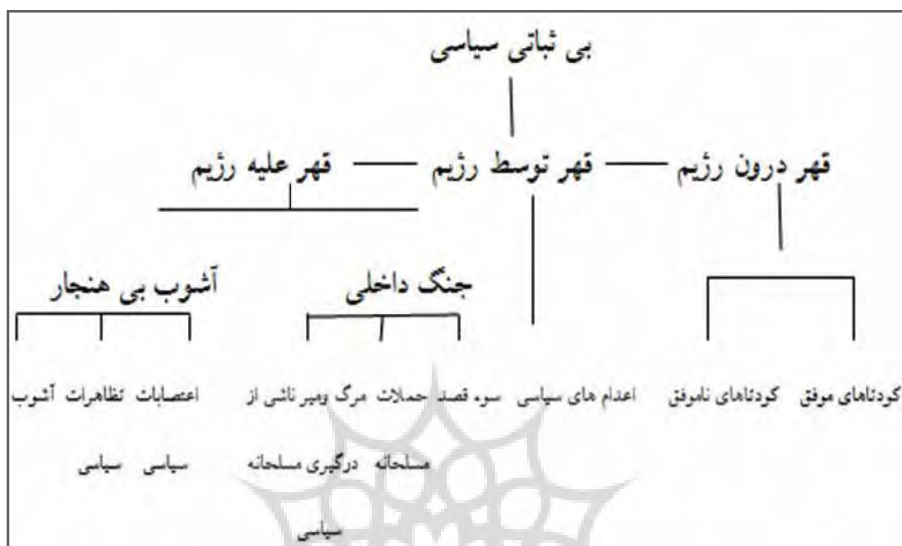 بی ثباتی سیاسی
قهر درون رژیم قهر توسط رژیم قهر علیه رژیم
جنگ داخلی آشوب بی هنجار
کودتاهای موفق کودتاهای ناموفق اعدام های سیاسی سوء قصد حملات مرگ ومیر ناشی از اعتصابات تظاهرات آشوب
مسلحانه درگیری مسلحانه سیاسی سیاسی
سیاسی